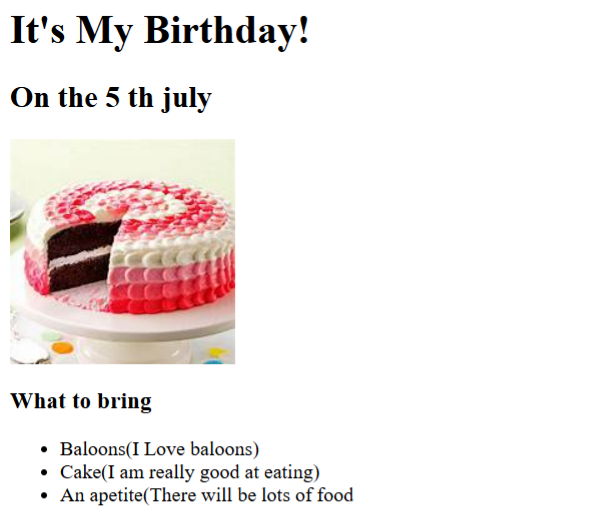 It's My Birthday!
On the 5 th july
What to bring
Baloons(I Love baloons)
Cake(I am really good at eating)
An apetite(There will be lots of food